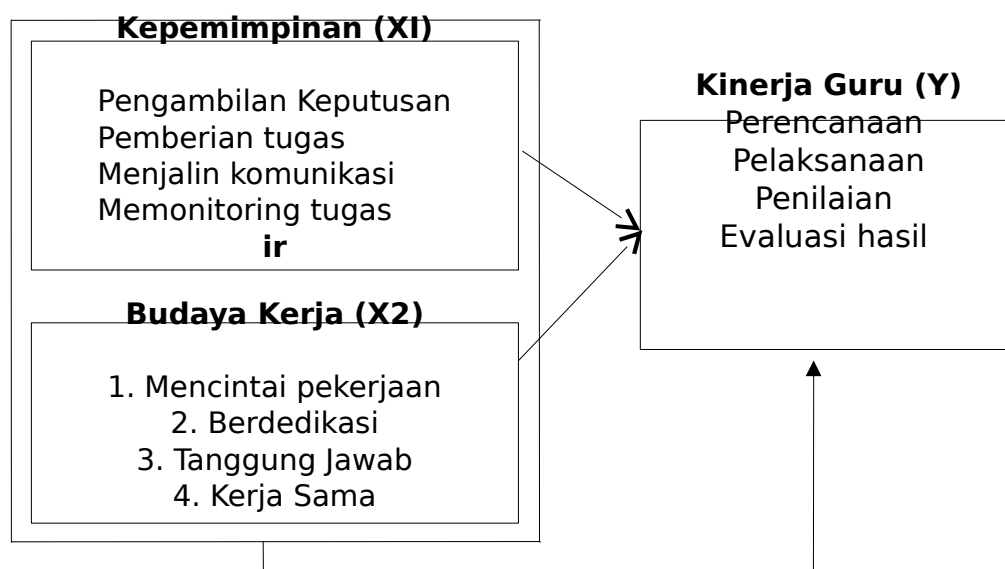 Kepemimpinan (XI)
Pengambilan Keputusan
Pemberian tugas
Menjalin komunikasi
Memonitoring tugas
ir
Budaya Kerja (X2)
1. Mencintai pekerjaan
2. Berdedikasi
3. Tanggung Jawab
4. Kerja Sama
Kinerja Guru (Y)
Perencanaan
Pelaksanaan
Penilaian
Evaluasi hasil